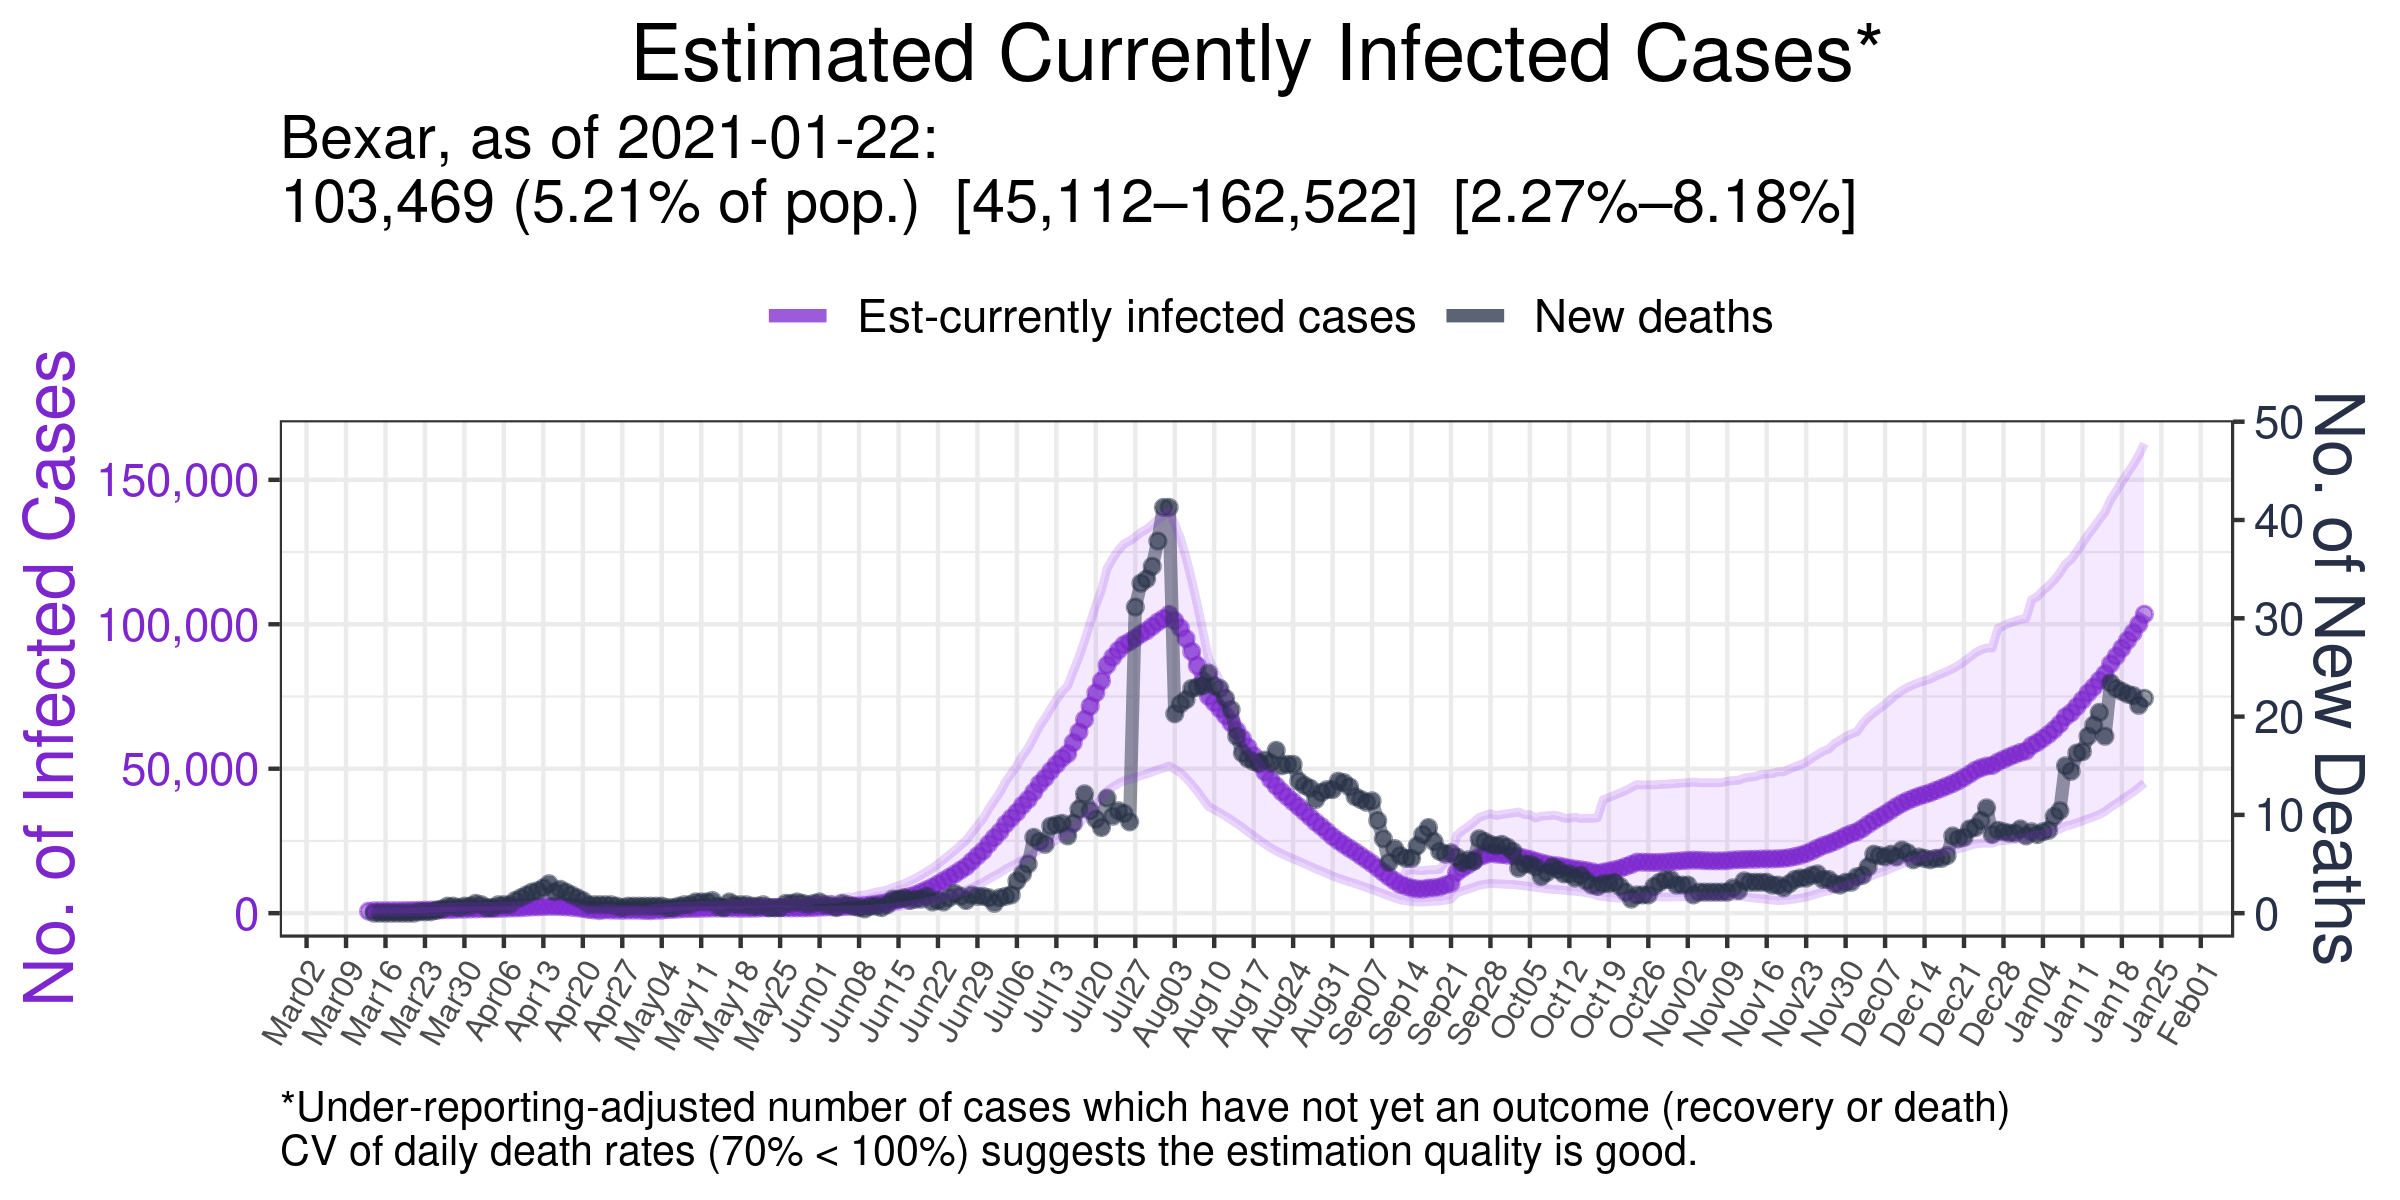 Estimated Currently Infected Cases*
Bexar, as of 2021-01-22:
103,469 (5.21% of pop.) [45,112–162,522] [2.27%–8.18%]
Est-currently infected cases New deaths
No. of Infected Cases
150,000
100,000
50,000
0
50
40
30
20
10
0
No. of New Deaths
Mar02 Mar09 Mar16 Mar23 Mar30 Apr06 Apr13 Apr20 Apr27 May04 May11 May18 May25 Jun01 Jun08 Jun15 Jun22 Jun29 Jul06 Jul13 Jul20 Jul27 Aug03 Aug10 Aug17 Aug24 Aug31 Sep07 Sep14 Sep21 Sep28 Oct05 Oct12 Oct19 Oct26 Nov02 Nov09 Nov16 Nov23 Nov30 Dec07 Dec14 Dec21 Dec28 Jan04 Jan11 Jan18 Jan25 Feb01
*Under-reporting-adjusted number of cases which have not yet an outcome (recovery or death)
CV of daily death rates (70% < 100%) suggests the estimation quality is good.